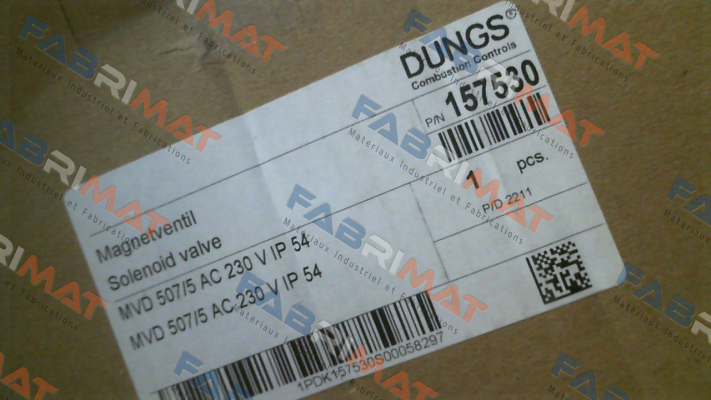 DUNGS®
Combustion Controls
P/N 157530
1 pcs.
P/D 2211
Magnetventil
Solenoid valve
MVD 507/5 AC 230 V IP 54
MVD 507/5 AC 230 V IP 54
1PDK157530S00058297
FABRIMAT
Matériaux Industriel et Fabrications